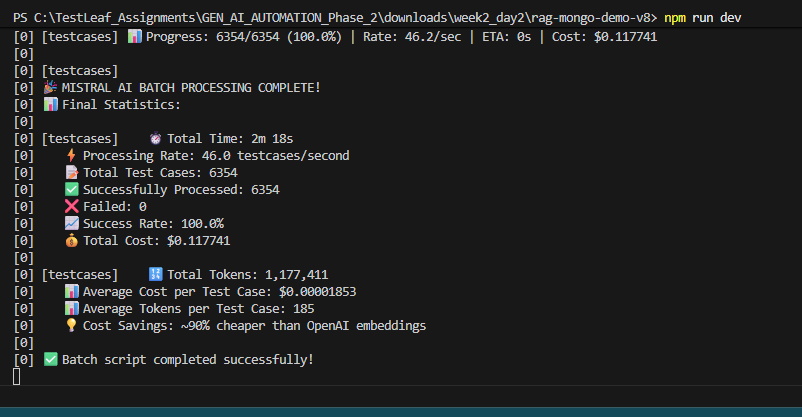 PS C:\TestLeaf_Assignments\GEN_AI_AUTOMATION_Phase_2\downloads\week2_day2\rag-mongo-demo-v8> npm run dev
[0] [testcases] 📊 Progress: 6354/6354 (100.0%) | Rate: 46.2/sec | ETA: 0s | Cost: $0.117741
[0]
[0] [testcases]
[0] 🎉 MISTRAL AI BATCH PROCESSING COMPLETE!
[0] 📊 Final Statistics:
[0]
[0] [testcases]    ⏱️ Total Time: 2m 18s
[0]    ⚡ Processing Rate: 46.0 testcases/second
[0]    📝 Total Test Cases: 6354
[0]    ✅ Successfully Processed: 6354
[0]    ❌ Failed: 0
[0]    📈 Success Rate: 100.0%
[0]    💰 Total Cost: $0.117741
[0]
[0] [testcases]    🔢 Total Tokens: 1,177,411
[0]    📊 Average Cost per Test Case: $0.00001853
[0]    📊 Average Tokens per Test Case: 185
[0]    💡 Cost Savings: ~90% cheaper than OpenAI embeddings
[0]
[0] ✅ Batch script completed successfully!